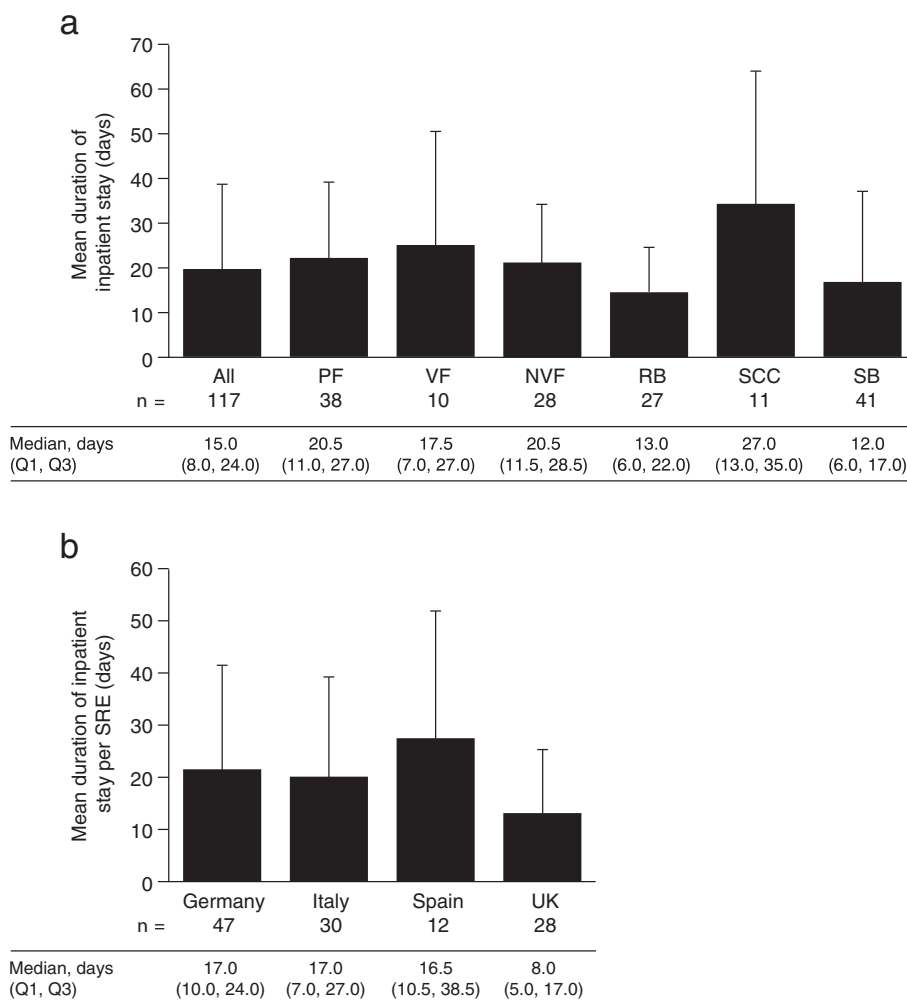 a
Mean duration of
inpatient stay (days)
70
60
50
40
30
20
10
0
All PF VF NVF RB SCC SB
n = 117 38 10 28 27 11 41
Median, days 15.0 20.5 17.5 20.5 13.0 27.0 12.0
(Q1, Q3) (8.0, 24.0) (11.0, 27.0) (7.0, 27.0) (11.5, 28.5) (6.0, 22.0) (13.0, 35.0) (6.0, 17.0)
b
Mean duration of inpatient
stay per SRE (days)
60
50
40
30
20
10
0
Germany Italy Spain UK
n = 47 30 12 28
Median, days 17.0 17.0 16.5 8.0
(Q1, Q3) (10.0, 24.0) (7.0, 27.0) (10.5, 38.5) (5.0, 17.0)